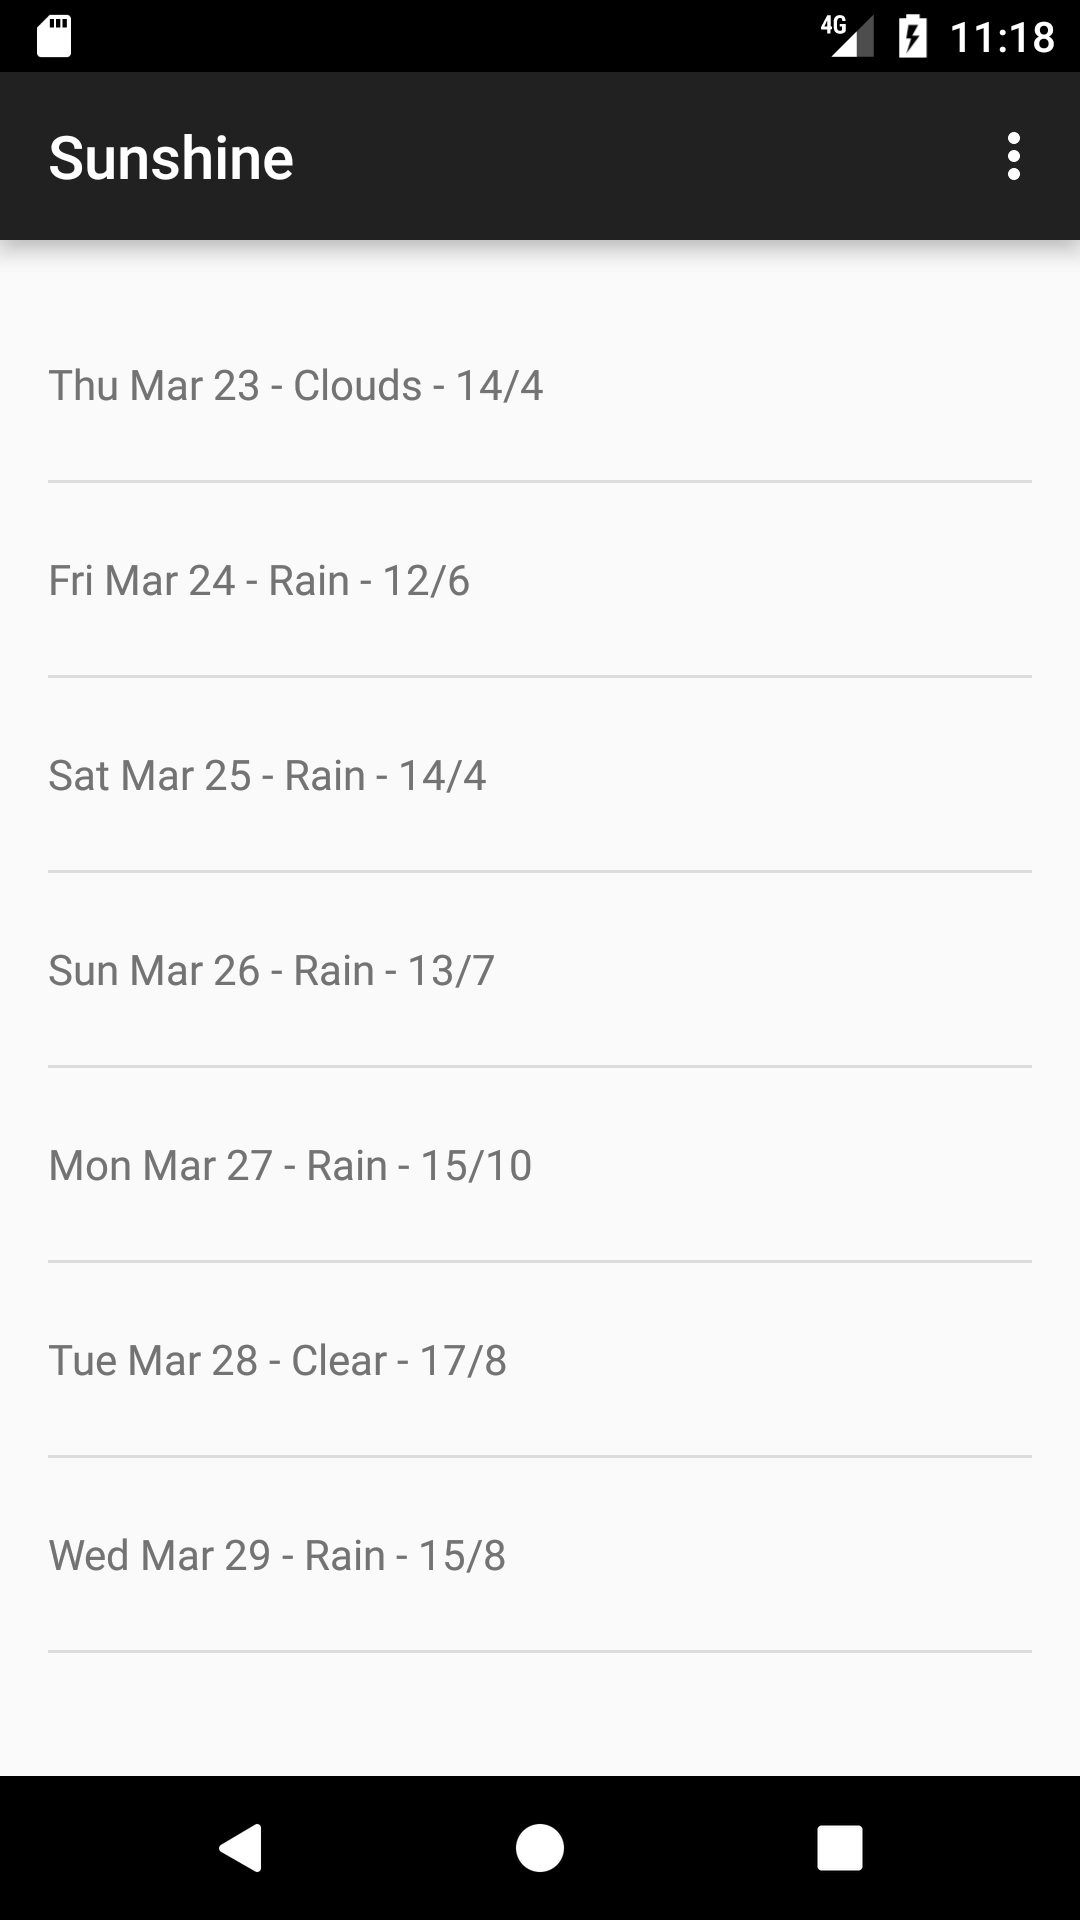 4G 11:18
Sunshine
Thu Mar 23 - Clouds - 14/4
Fri Mar 24 - Rain - 12/6
Sat Mar 25 - Rain - 14/4
Sun Mar 26 - Rain - 13/7
Mon Mar 27 - Rain - 15/10
Tue Mar 28 - Clear - 17/8
Wed Mar 29 - Rain - 15/8